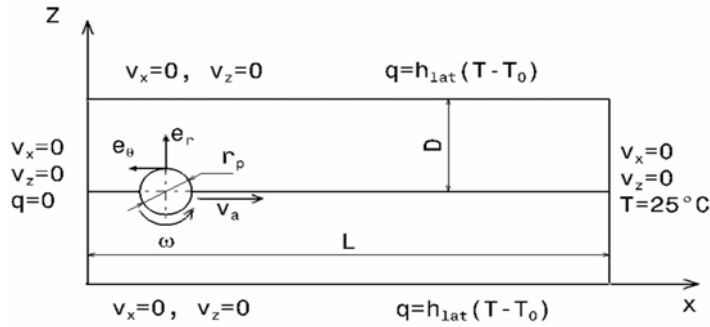 Z
v_x=0, v_z=0 q=h_lat(T-T_0)
e_θ e_r r_p D
v_x=0
v_z=0
q=0
v_x=0
v_z=0
T=25°C
v_a
ω
L
x
v_x=0, v_z=0 q=h_lat(T-T_0)